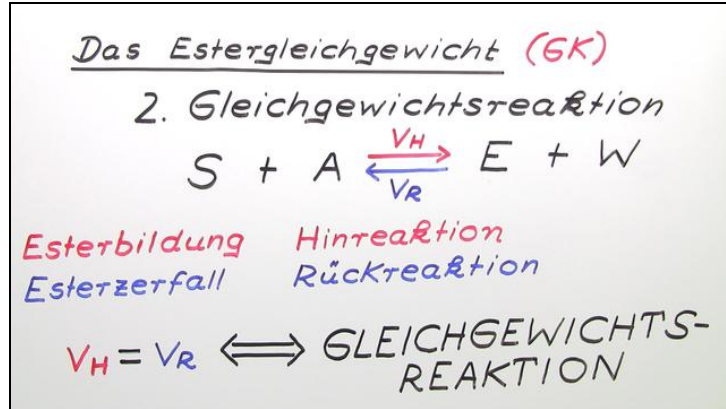 Das Estergleichgewicht (GK)
2. Gleichgewichtsreaktion
V_H
S + A ⇄ E + W
V_R
Esterbildung Hinreaktion
Esterzerfall Rückreaktion
V_H = V_R ⟺ GLEICHGEWICHTS-
REAKTION